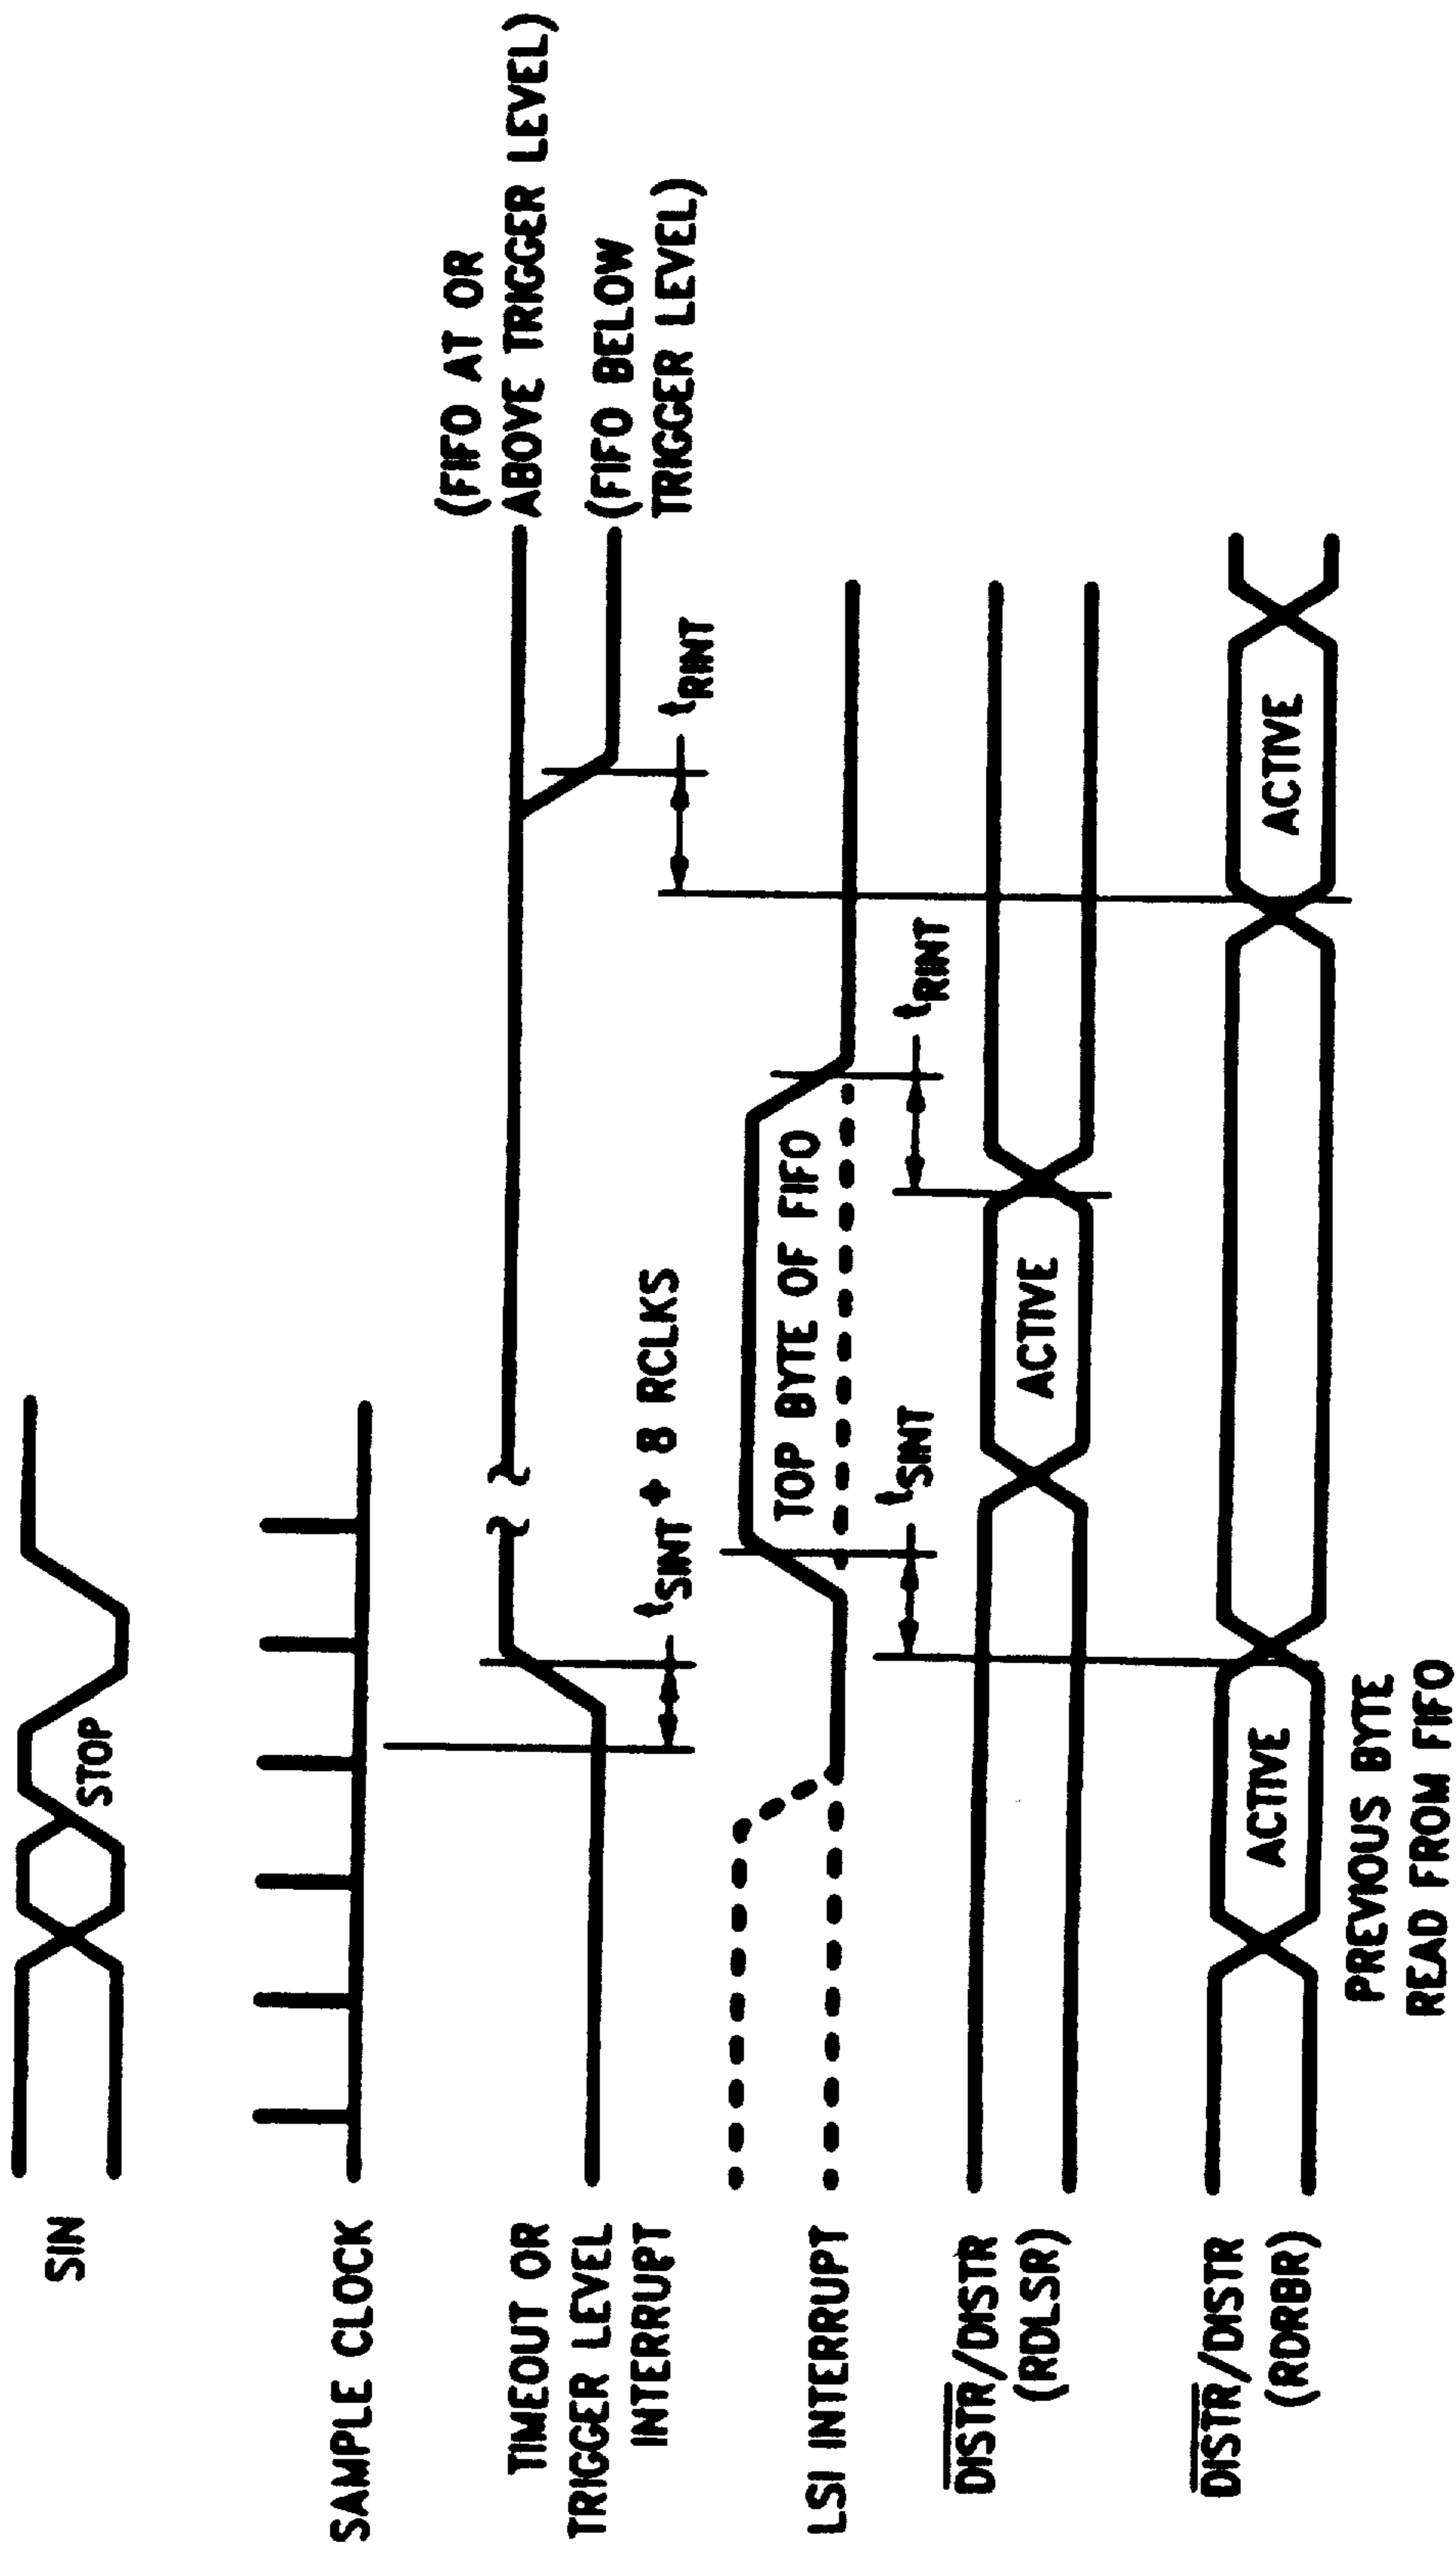 SIN
STOP
SAMPLE CLOCK
TIMEOUT OR
TRIGGER LEVEL
INTERRUPT
(FIFO AT OR
ABOVE TRIGGER LEVEL)
(FIFO BELOW
TRIGGER LEVEL)
tSINT + 8 RCLKS
tRINT
LSI INTERRUPT
TOP BYTE OF FIFO
tSINT
tRINT
DISTR/DISTR
(RDLSR)
ACTIVE
DISTR/DISTR
(RDRBR)
ACTIVE
ACTIVE
PREVIOUS BYTE
READ FROM FIFO